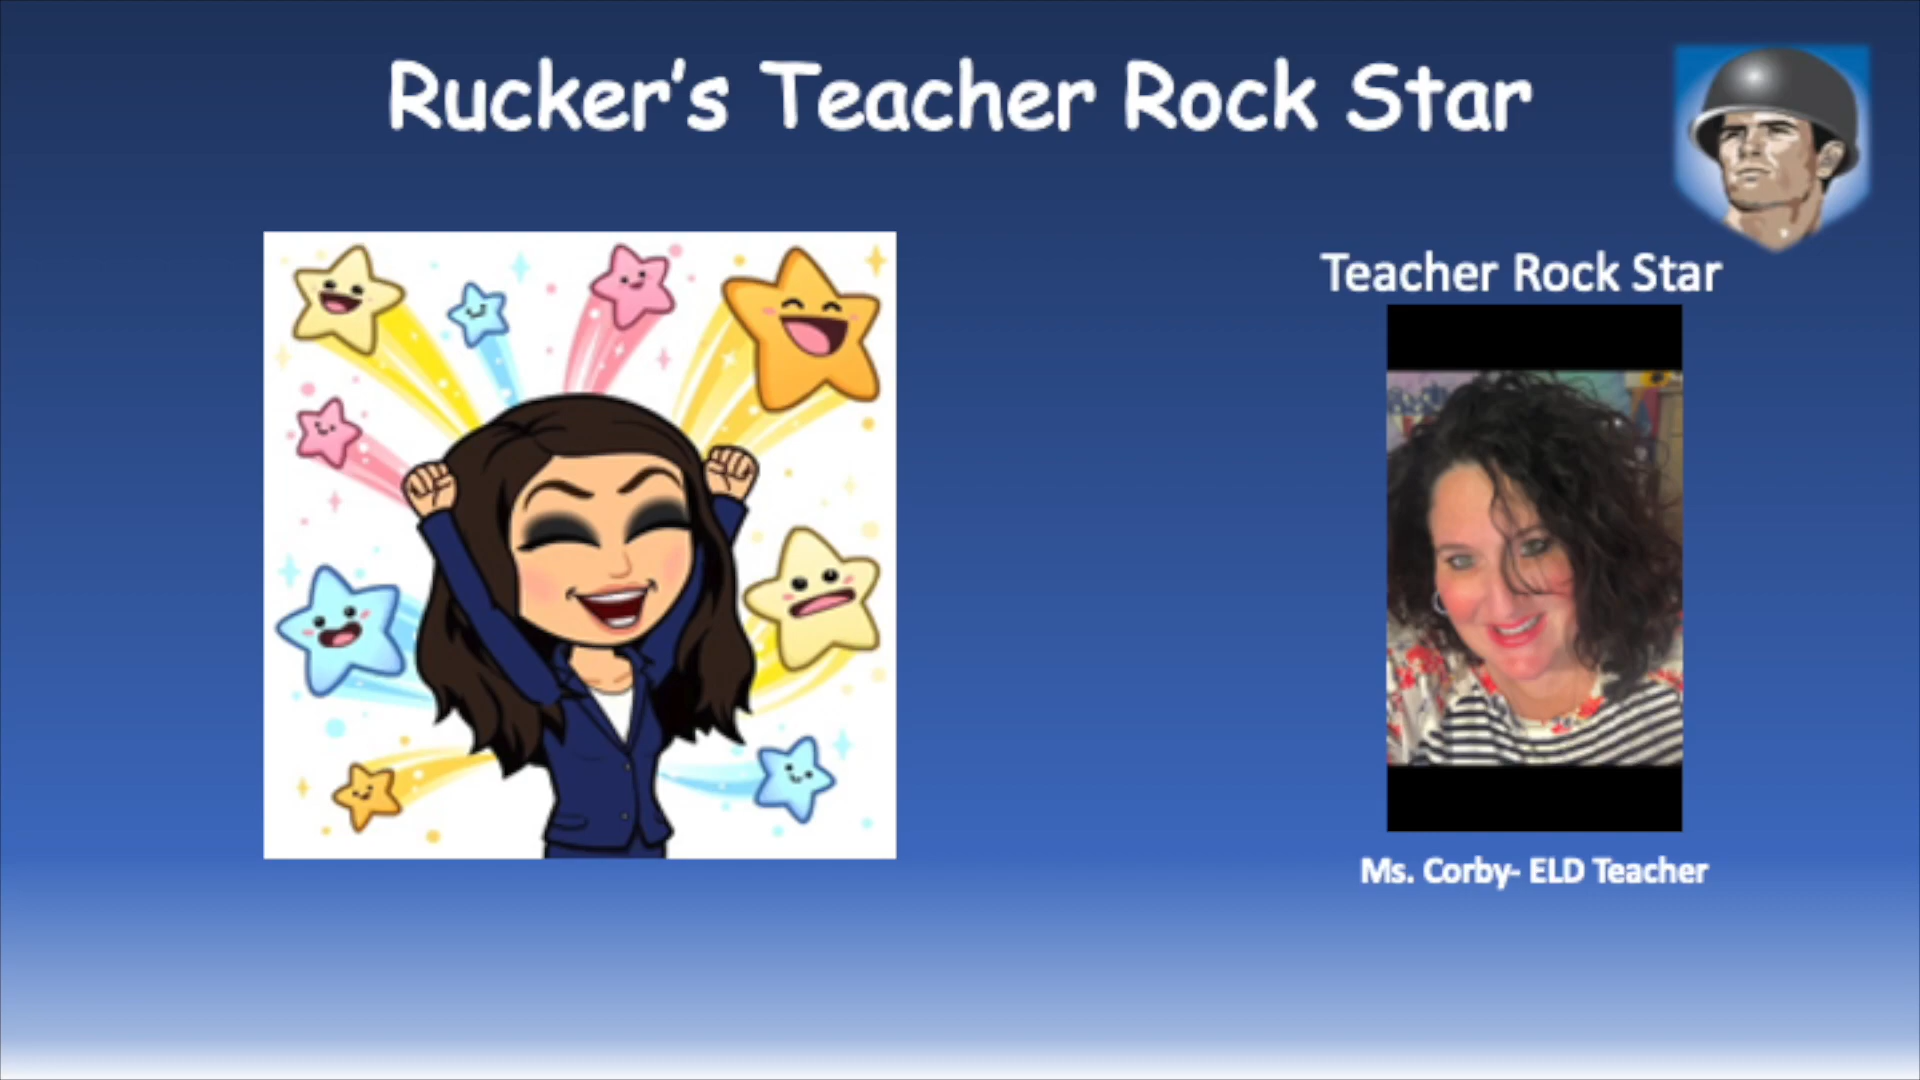 Rucker's Teacher Rock Star
Teacher Rock Star
Ms. Corby- ELD Teacher